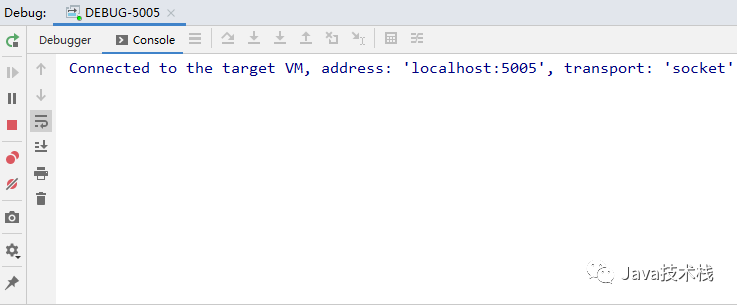 Debug: DEBUG-5005
Debugger Console
Connected to the target VM, address: 'localhost:5005', transport: 'socket'
Java技术栈